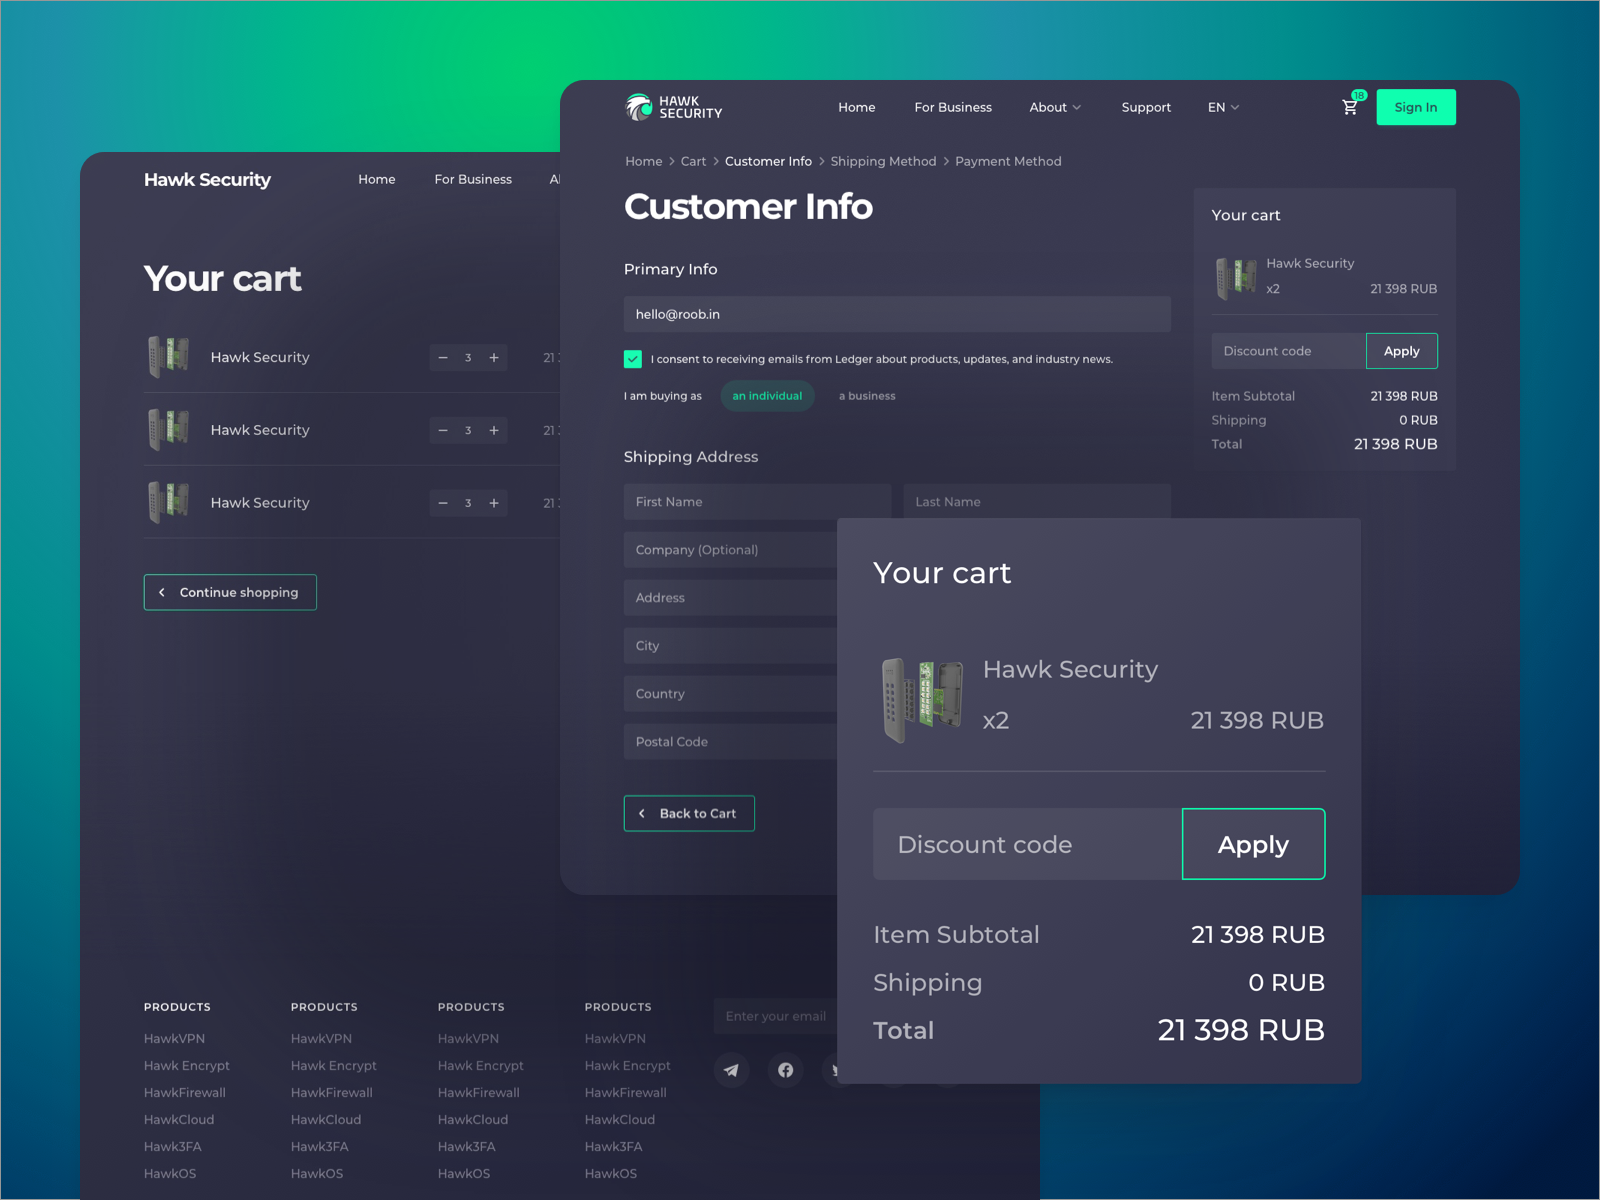 Hawk Security
Home
For Business
Your cart
Hawk Security
3
21
Hawk Security
3
21
Hawk Security
3
21
Continue shopping
PRODUCTS
HawkVPN
Hawk Encrypt
HawkFirewall
HawkCloud
Hawk3FA
HawkOS
PRODUCTS
HawkVPN
Hawk Encrypt
HawkFirewall
HawkCloud
Hawk3FA
HawkOS
PRODUCTS
HawkVPN
Hawk Encrypt
HawkFirewall
HawkCloud
Hawk3FA
HawkOS
PRODUCTS
HawkVPN
Hawk Encrypt
HawkFirewall
HawkCloud
Hawk3FA
HawkOS
Enter your email
HAWK
SECURITY
Home
For Business
About
Support
EN
18
Sign In
Home > Cart > Customer Info > Shipping Method > Payment Method
Customer Info
Primary Info
hello@roob.in
I consent to receiving emails from Ledger about products, updates, and industry news.
I am buying as
an individual
a business
Shipping Address
First Name
Last Name
Company (Optional)
Address
City
Country
Postal Code
Back to Cart
Your cart
Hawk Security
x2
21 398 RUB
Discount code
Apply
Item Subtotal
21 398 RUB
Shipping
0 RUB
Total
21 398 RUB
Your cart
Hawk Security
x2
21 398 RUB
Discount code
Apply
Item Subtotal
21 398 RUB
Shipping
0 RUB
Total
21 398 RUB